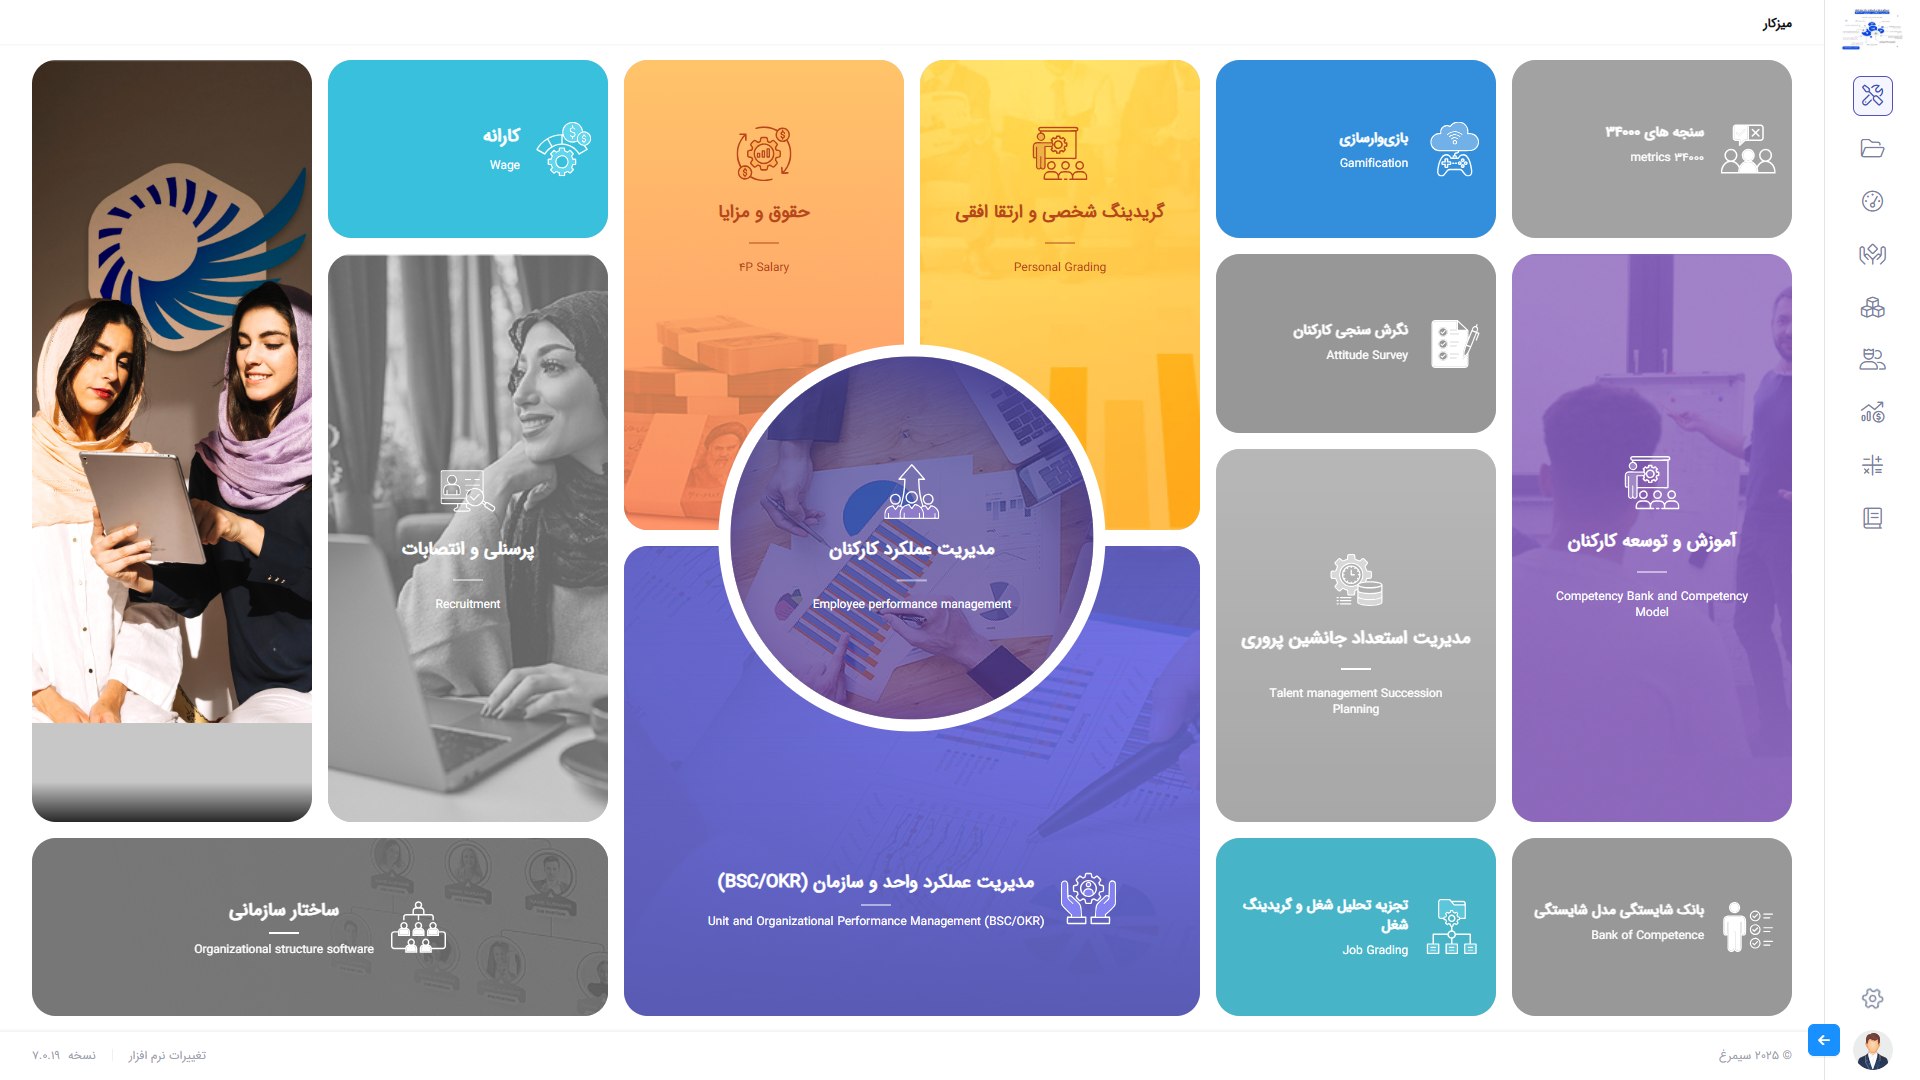 میزکار
سنجه های ۳۴۰۰۰
metrics ۳۴۰۰۰
بازی‌وارسازی
Gamification
گریدینگ شخصی و ارتقا افقی
Personal Grading
حقوق و مزایا
۴P Salary
کارانه
Wage
آموزش و توسعه کارکنان
Competency Bank and Competency
Model
نگرش سنجی کارکنان
Attitude Survey
مدیریت استعداد جانشین پروری
Talent management Succession
Planning
مدیریت عملکرد کارکنان
Employee performance management
پرسنلی و انتصابات
Recruitment
بانک شایستگی مدل شایستگی
Bank of Competence
تجزیه تحلیل شغل و گریدینگ
شغل
Job Grading
مدیریت عملکرد واحد و سازمان (BSC/OKR)
Unit and Organizational Performance Management (BSC/OKR)
ساختار سازمانی
Organizational structure software
© ۲۰۲۵ سیمرغ
تغییرات نرم افزار
نسخه ۷.۰.۱۹